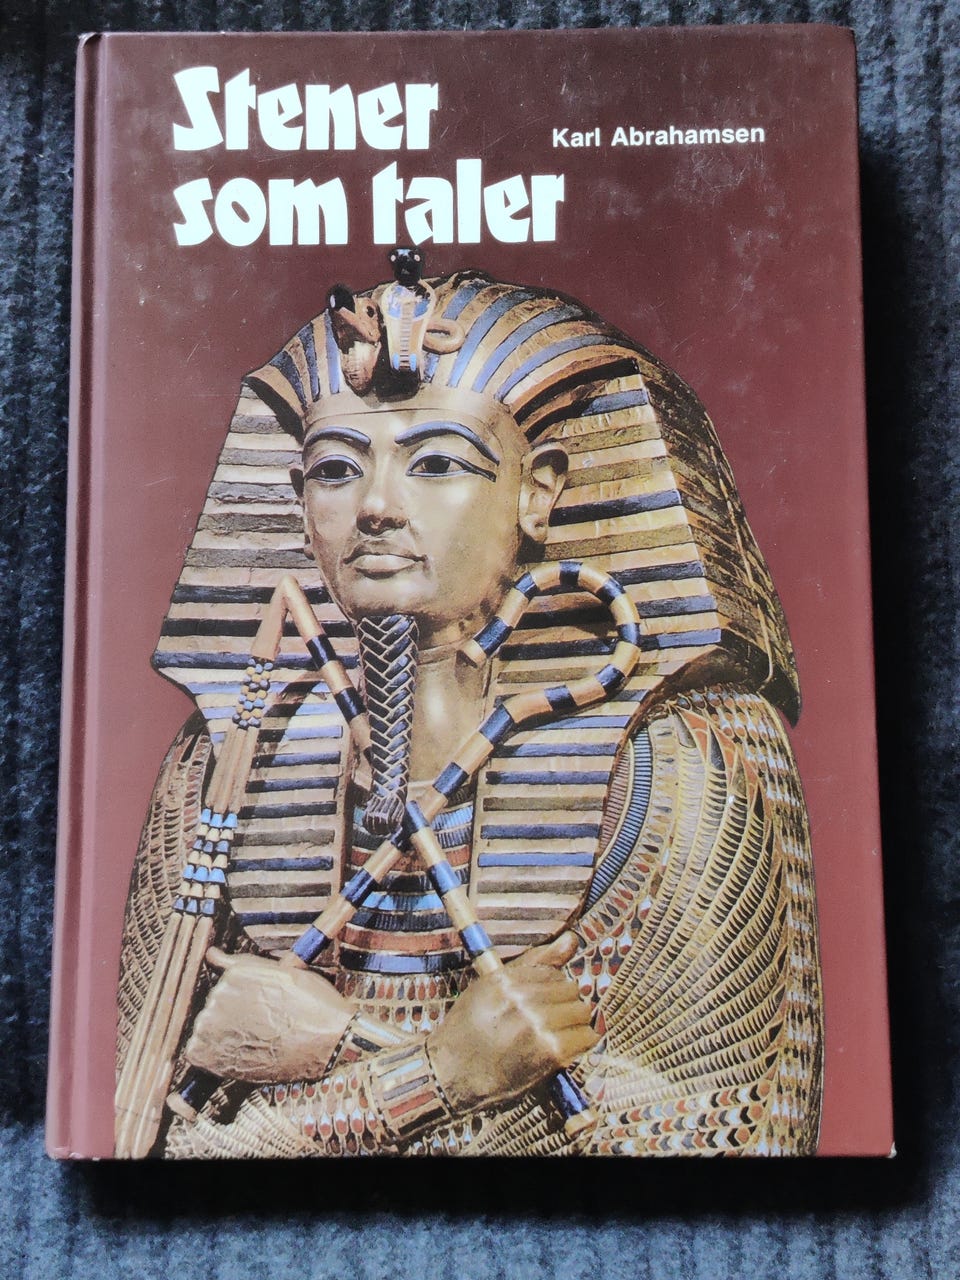 Stener
som taler
Karl Abrahamsen